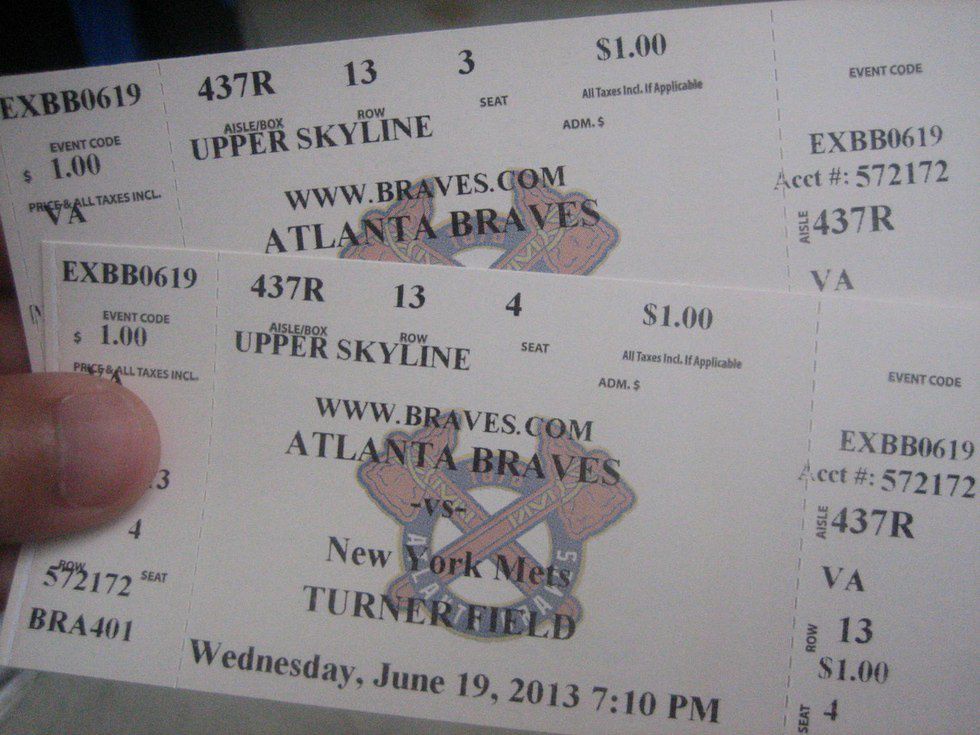 EXBB0619 437R 13 3 $1.00
EVENT CODE AISLE/BOX ROW SEAT All Taxes Incl. If Applicable
$ 1.00 UPPER SKYLINE ADM. $
PRICE & ALL TAXES INCL.
VA
WWW.BRAVES.COM
ATLANTA BRAVES
EVENT CODE
EXBB0619
Acct #: 572172
AISLE 437R
VA
EXBB0619 437R 13 4 $1.00
EVENT CODE AISLE/BOX ROW SEAT All Taxes Incl. If Applicable
$ 1.00 UPPER SKYLINE ADM. $
PRICE & ALL TAXES INCL.
WWW.BRAVES.COM
ATLANTA BRAVES
-vs-
New York Mets
TURNER FIELD
Wednesday, June 19, 2013 7:10 PM
ATLANTA BRAVES
3
4
ROW SEAT
572172
BRA401
EVENT CODE
EXBB0619
Acct #: 572172
AISLE 437R
VA
ROW 13
$1.00
SEAT 4